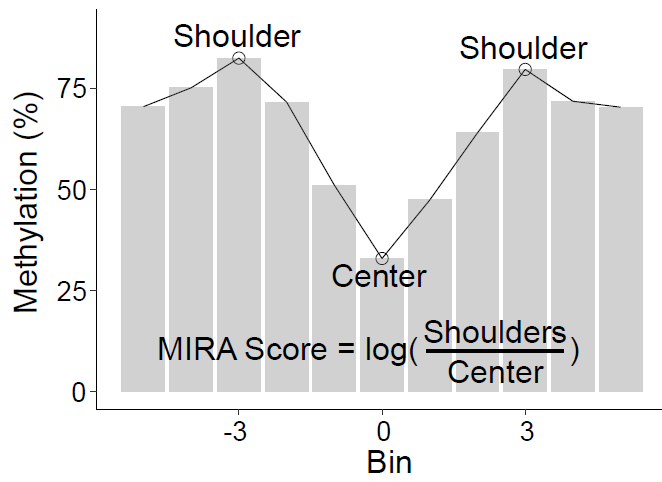 Shoulder
Shoulder
75
50
25
0
Methylation (%)
Center
MIRA Score = log(Shoulders/Center)
-3 0 3
Bin